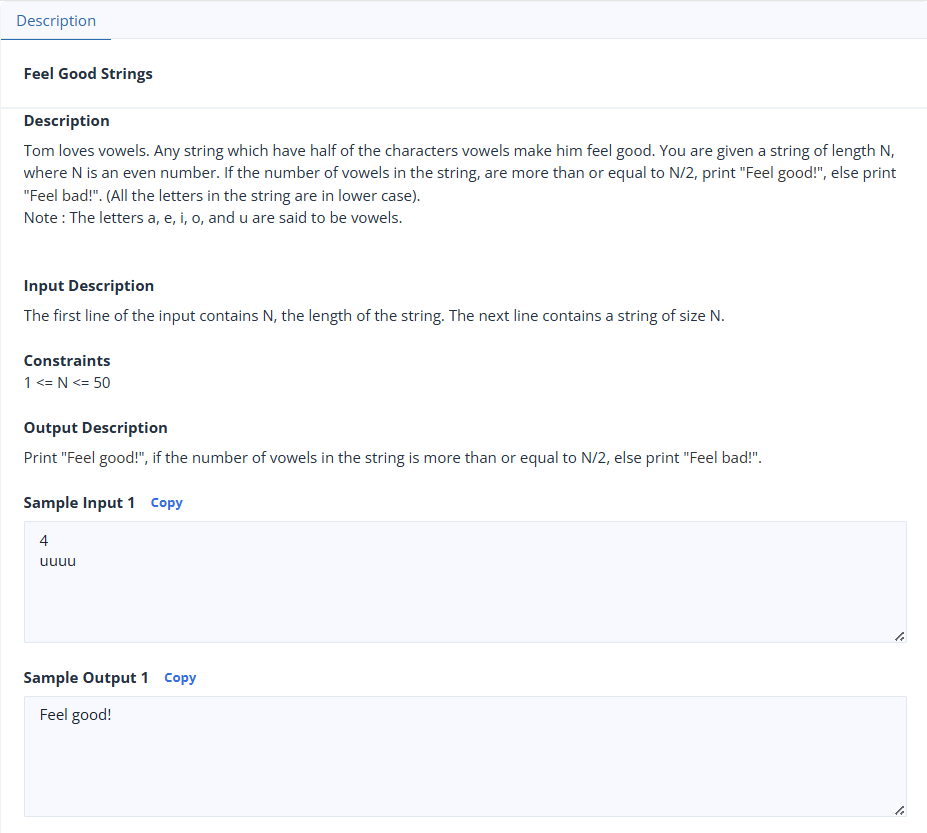 Description
Feel Good Strings
Description
Tom loves vowels. Any string which have half of the characters vowels make him feel good. You are given a string of length N,
where N is an even number. If the number of vowels in the string, are more than or equal to N/2, print "Feel good!", else print
"Feel bad!". (All the letters in the string are in lower case).
Note : The letters a, e, i, o, and u are said to be vowels.
Input Description
The first line of the input contains N, the length of the string. The next line contains a string of size N.
Constraints
1 <= N <= 50
Output Description
Print "Feel good!", if the number of vowels in the string is more than or equal to N/2, else print "Feel bad!".
Sample Input 1 Copy
4
uuuu
Sample Output 1 Copy
Feel good!